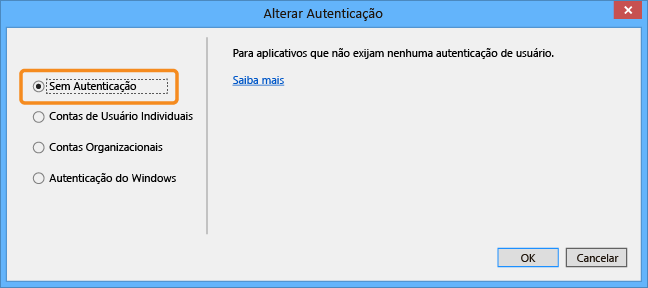 Alterar Autenticação
Para aplicativos que não exijam nenhuma autenticação de usuário.
Saiba mais
Sem Autenticação
Contas de Usuário Individuais
Contas Organizacionais
Autenticação do Windows
OK
Cancelar